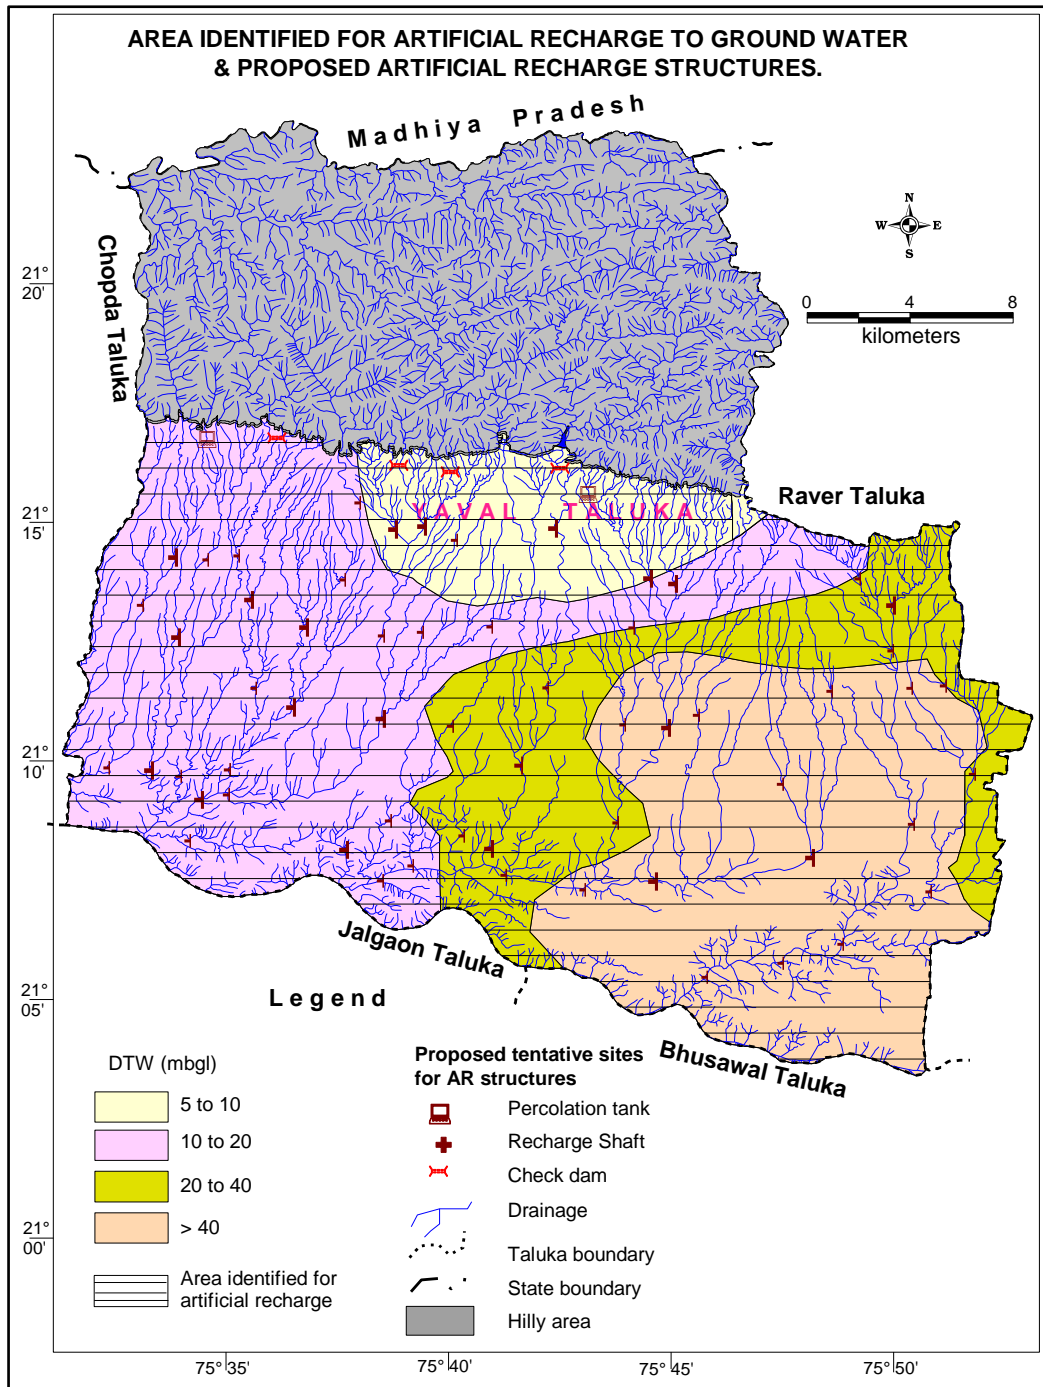 AREA IDENTIFIED FOR ARTIFICIAL RECHARGE TO GROUND WATER
& PROPOSED ARTIFICIAL RECHARGE STRUCTURES.
Madhiya Pradesh
N
W E
S
Chopda Taluka
21°
20'
0 4 8
kilometers
Raver Taluka
YAVAL TALUKA
21°
15'
21°
10'
Jalgaon Taluka
21°
05'
Legend
Bhusawal Taluka
DTW (mbgl)
5 to 10
10 to 20
20 to 40
> 40
Area identified for
artificial recharge
Proposed tentative sites
for AR structures
Percolation tank
Recharge Shaft
Check dam
Drainage
Taluka boundary
State boundary
Hilly area
21°
00'
75° 35' 75° 40' 75° 45' 75° 50'